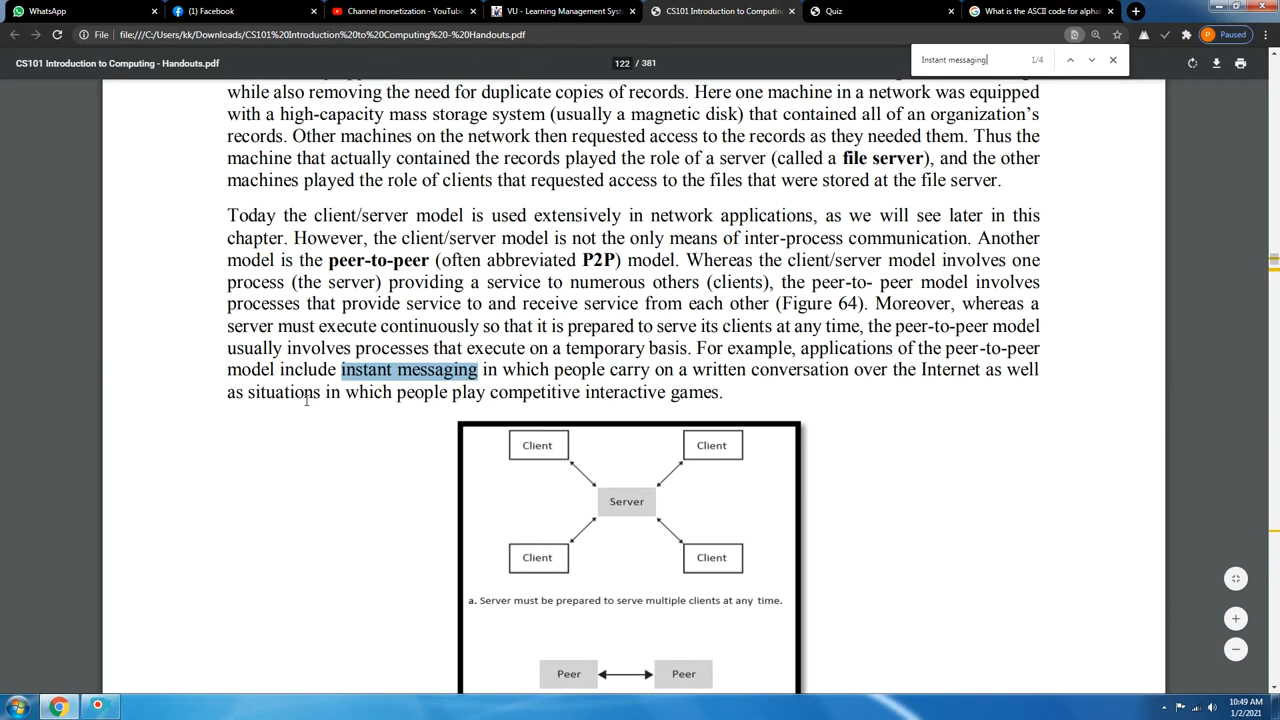 WhatsApp
(1) Facebook
Channel monetization - YouTube
VU - Learning Management Sys
CS101 Introduction to Computing
Quiz
What is the ASCII code for alphal
File
file:///C:/Users/kk/Downloads/CS101%20Introduction%20to%20Computing%20-%20Handouts.pdf
P Paused
CS101 Introduction to Computing - Handouts.pdf
122 / 381
Instant messaging
1/4
while also removing the need for duplicate copies of records. Here one machine in a network was equipped
with a high-capacity mass storage system (usually a magnetic disk) that contained all of an organization's
records. Other machines on the network then requested access to the records as they needed them. Thus the
machine that actually contained the records played the role of a server (called a file server), and the other
machines played the role of clients that requested access to the files that were stored at the file server.
Today the client/server model is used extensively in network applications, as we will see later in this
chapter. However, the client/server model is not the only means of inter-process communication. Another
model is the peer-to-peer (often abbreviated P2P) model. Whereas the client/server model involves one
process (the server) providing a service to numerous others (clients), the peer-to- peer model involves
processes that provide service to and receive service from each other (Figure 64). Moreover, whereas a
server must execute continuously so that it is prepared to serve its clients at any time, the peer-to-peer model
usually involves processes that execute on a temporary basis. For example, applications of the peer-to-peer
model include instant messaging in which people carry on a written conversation over the Internet as well
as situations in which people play competitive interactive games.
Client
Client
Server
Client
Client
a. Server must be prepared to serve multiple clients at any time.
Peer
Peer
10:49 AM
1/2/2021